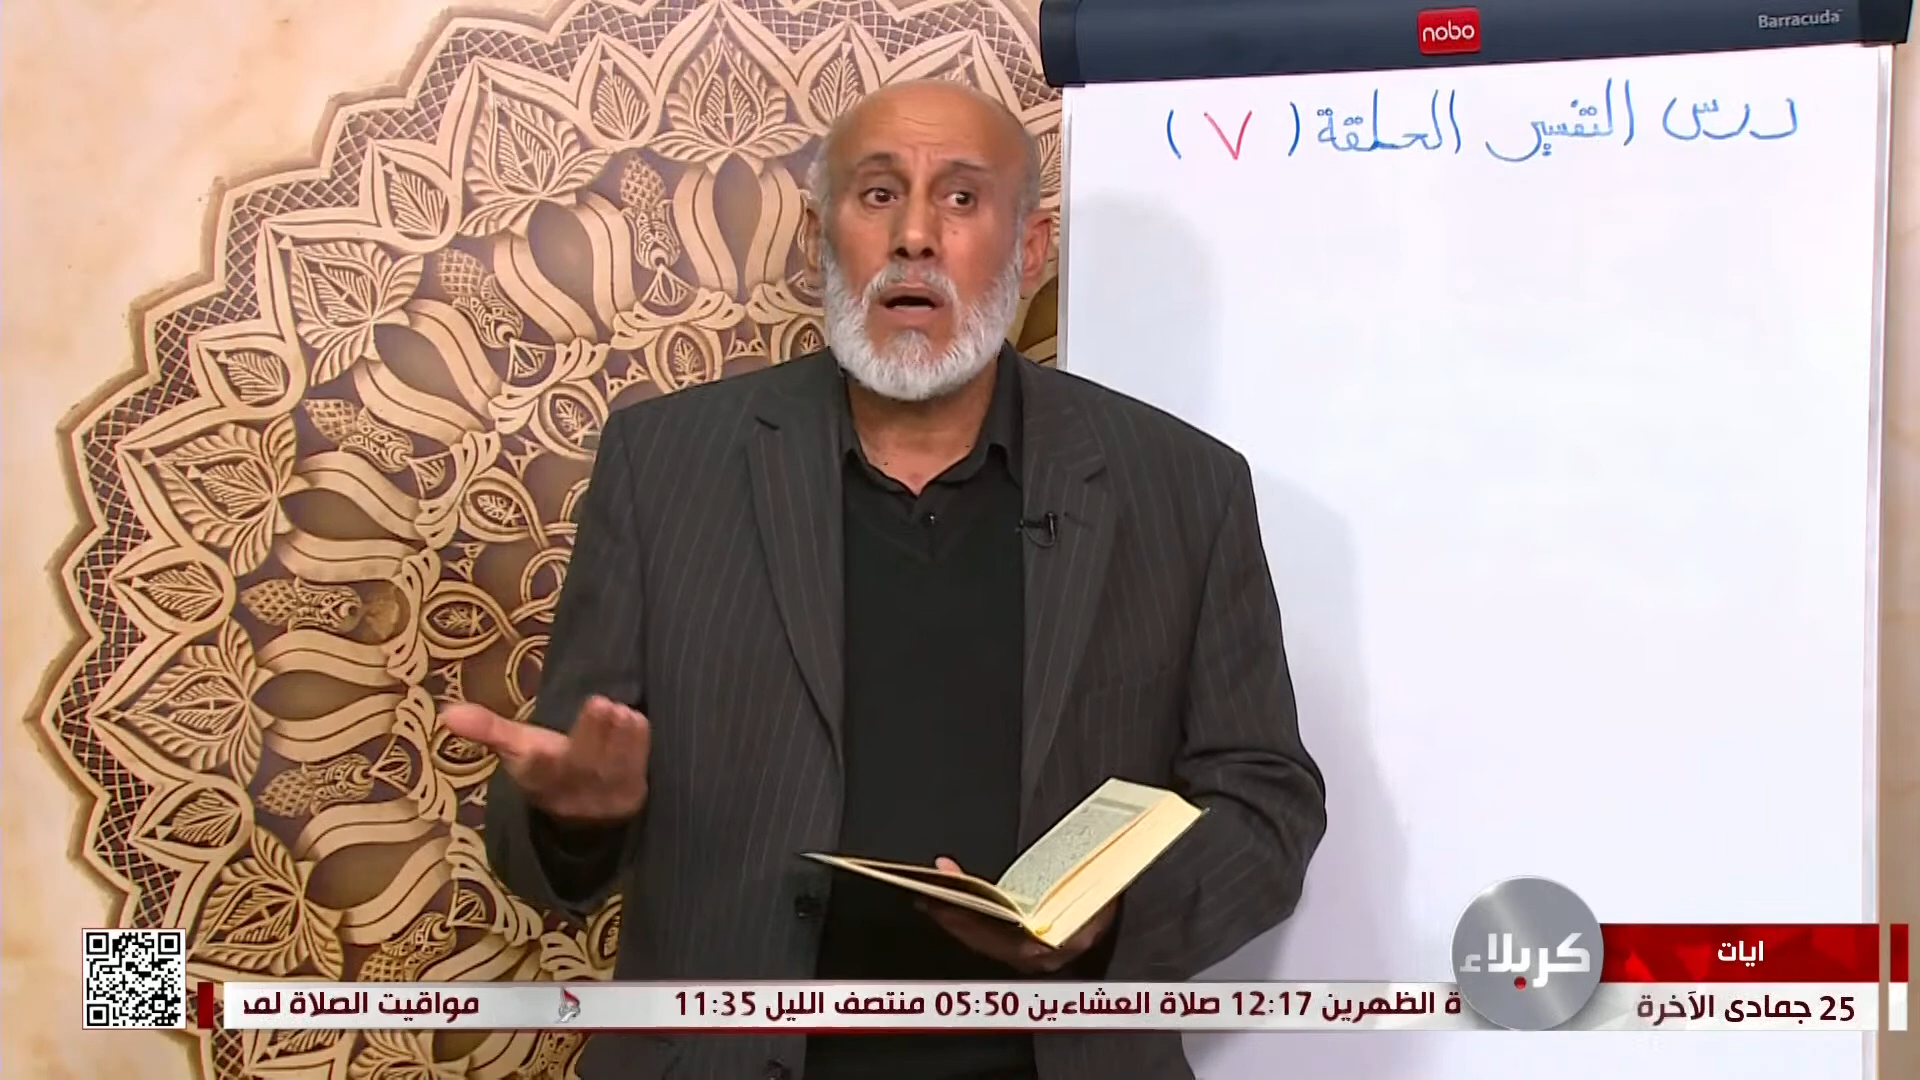 nobo
Barracuda
درس التفسير الحلقة (٧)
كربلاء
ايات
25 جمادى الآخرة
ة الظهرين 12:17 صلاة العشاءين 05:50 منتصف الليل 11:35
مواقيت الصلاة لمد